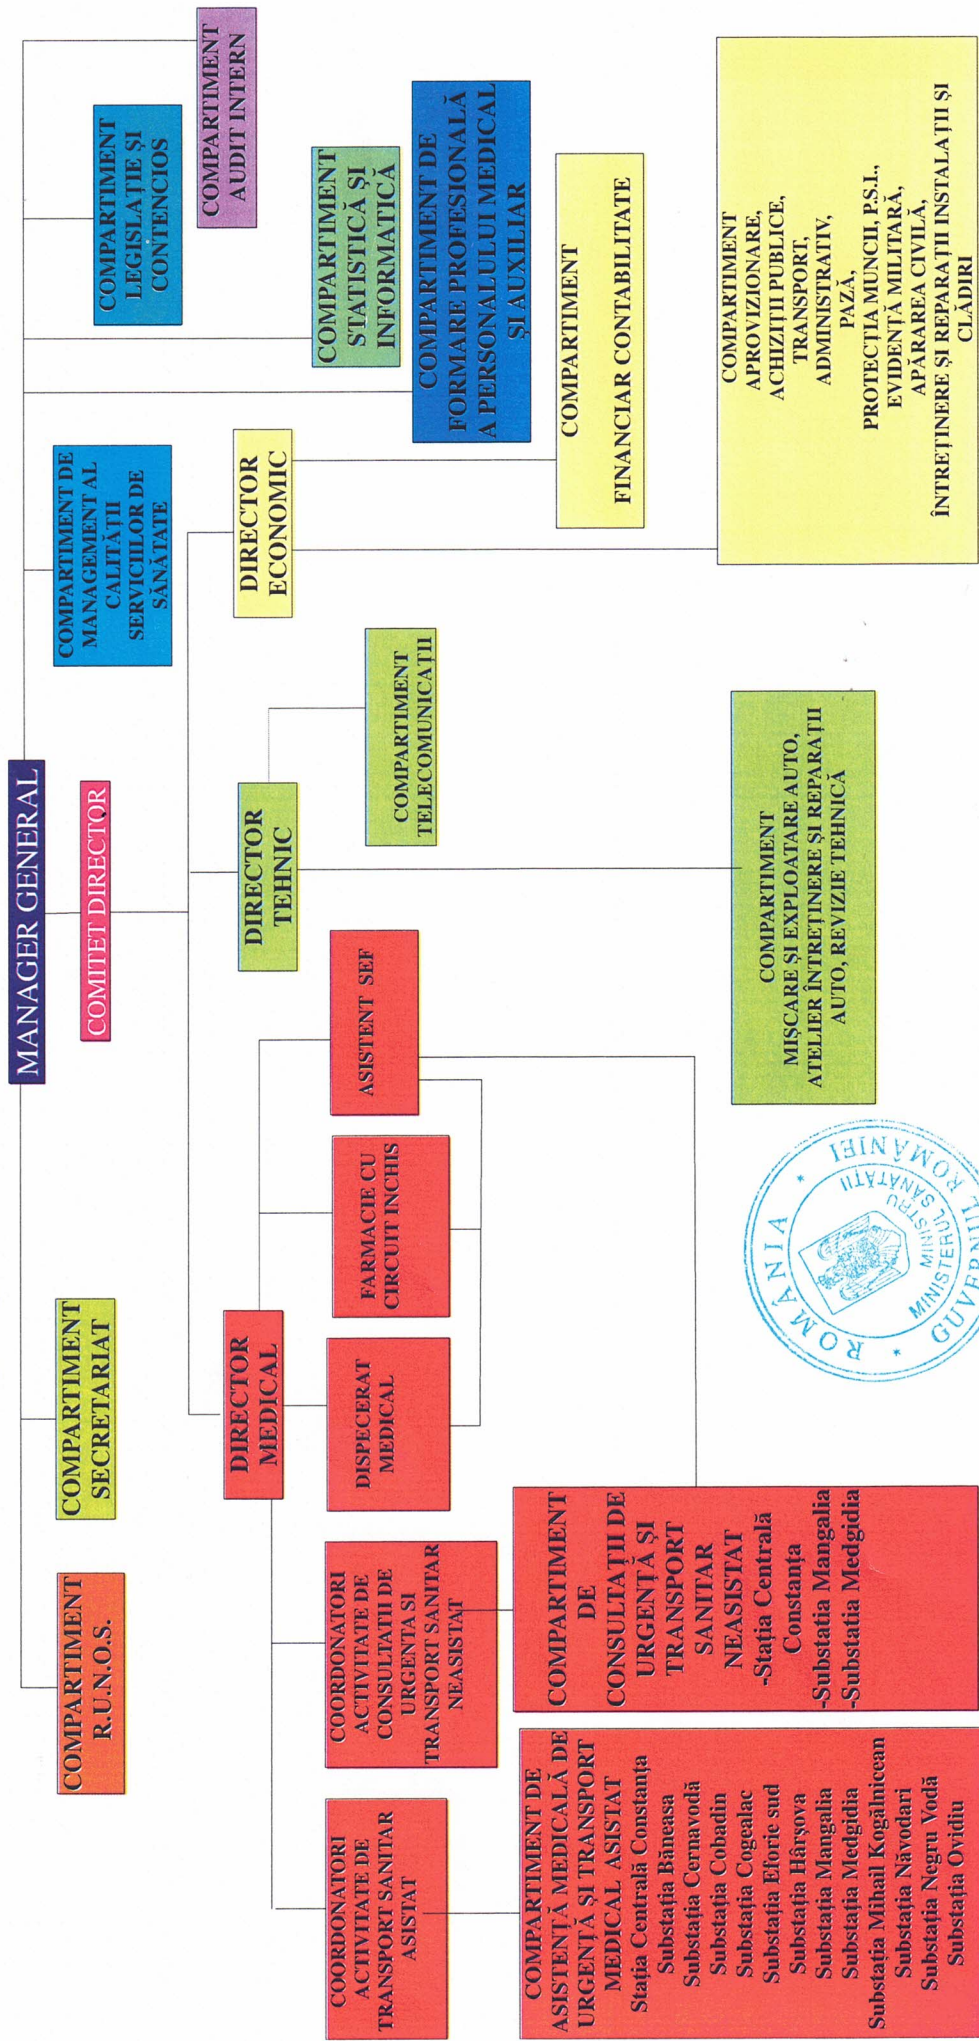 MANAGER GENERAL
COMITET DIRECTOR
COMPARTIMENT
R.U.N.O.S.
COMPARTIMENT
SECRETARIAT
COMPARTIMENT DE
MANAGEMENT AL
CALITĂȚII
SERVICIILOR DE
SĂNĂTATE
COMPARTIMENT
LEGISLAȚIE ȘI
CONTENCIOS
COMPARTIMENT
AUDIT INTERN
COMPARTIMENT
STATISTICĂ ȘI
INFORMATICĂ
COMPARTIMENT DE
FORMARE PROFESIONALĂ
A PERSONALULUI MEDICAL
ȘI AUXILIAR
DIRECTOR
MEDICAL
DIRECTOR
TEHNIC
DIRECTOR
ECONOMIC
COORDONATORI
ACTIVITATE DE
TRANSPORT SANITAR
ASISTAT
COORDONATORI
ACTIVITATE DE
CONSULTATII DE
URGENTA SI
TRANSPORT SANITAR
NEASISTAT
DISPECERAT
MEDICAL
FARMACIE CU
CIRCUIT INCHIS
ASISTENT SEF
COMPARTIMENT
TELECOMUNICAȚII
COMPARTIMENT
FINANCIAR CONTABILITATE
COMPARTIMENT DE
ASISTENȚĂ MEDICALĂ DE
URGENȚĂ ȘI TRANSPORT
MEDICAL ASISTAT
Stația Centrală Constanța
Substația Băneasa
Substația Cernavodă
Substația Cobadin
Substația Cogealac
Substația Eforie sud
Substația Hârșova
Substația Mangalia
Substația Medgidia
Substația Mihail Kogălnicean
Substația Năvodari
Substația Negru Vodă
Substația Ovidiu
COMPARTIMENT
DE
CONSULTAȚII DE
URGENȚĂ ȘI
TRANSPORT
SANITAR
NEASISTAT
-Stația Centrală
Constanța
-Substatia Mangalia
-Substatia Medgidia
COMPARTIMENT
MIȘCARE ȘI EXPLOATARE AUTO,
ATELIER ÎNTREȚINERE ȘI REPARAȚII
AUTO, REVIZIE TEHNICĂ
COMPARTIMENT
APROVIZIONARE,
ACHIZIȚII PUBLICE,
TRANSPORT,
ADMINISTRATIV,
PAZĂ,
PROTECȚIA MUNCII, P.S.I.,
EVIDENȚĂ MILITARĂ,
APĂRAREA CIVILĂ,
ÎNTREȚINERE ȘI REPARAȚII INSTALAȚII ȘI
CLĂDIRI
* ROMÂNIA *
GUVERNUL ROMÂNIEI
MINISTERUL SĂNĂTĂȚII
MINISTRU